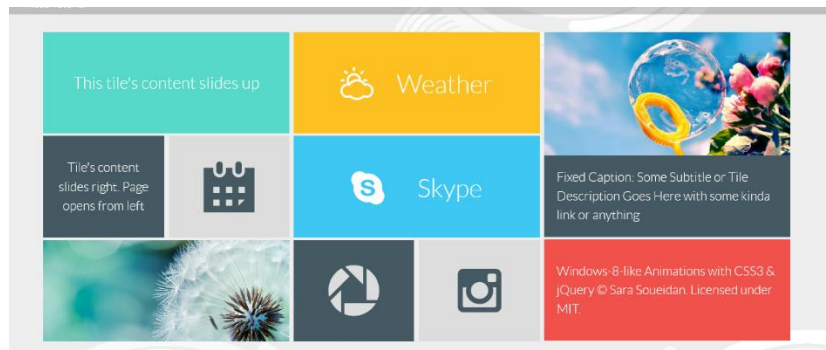 This tile's content slides up
Weather
Tile's content
slides right. Page
opens from left
S
Skype
Fixed Caption: Some Subtitle or Tile
Description Goes Here with some kinda
link or anything
Windows-8-like Animations with CSS3 &
jQuery © Sara Soueidan. Licensed under
MIT.